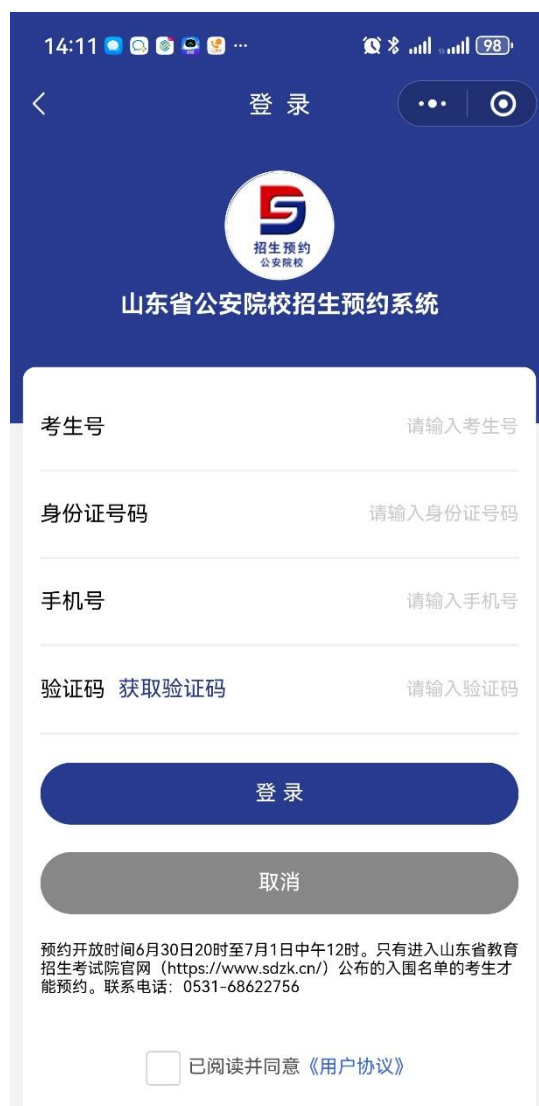 14:11
98
登 录
招生预约
公安院校
山东省公安院校招生预约系统
考生号 请输入考生号
身份证号码 请输入身份证号码
手机号 请输入手机号
验证码 获取验证码 请输入验证码
登 录
取消
预约开放时间6月30日20时至7月1日中午12时。只有进入山东省教育
招生考试院官网（https://www.sdzk.cn/）公布的入围名单的考生才
能预约。联系电话：0531-68622756
已阅读并同意《用户协议》